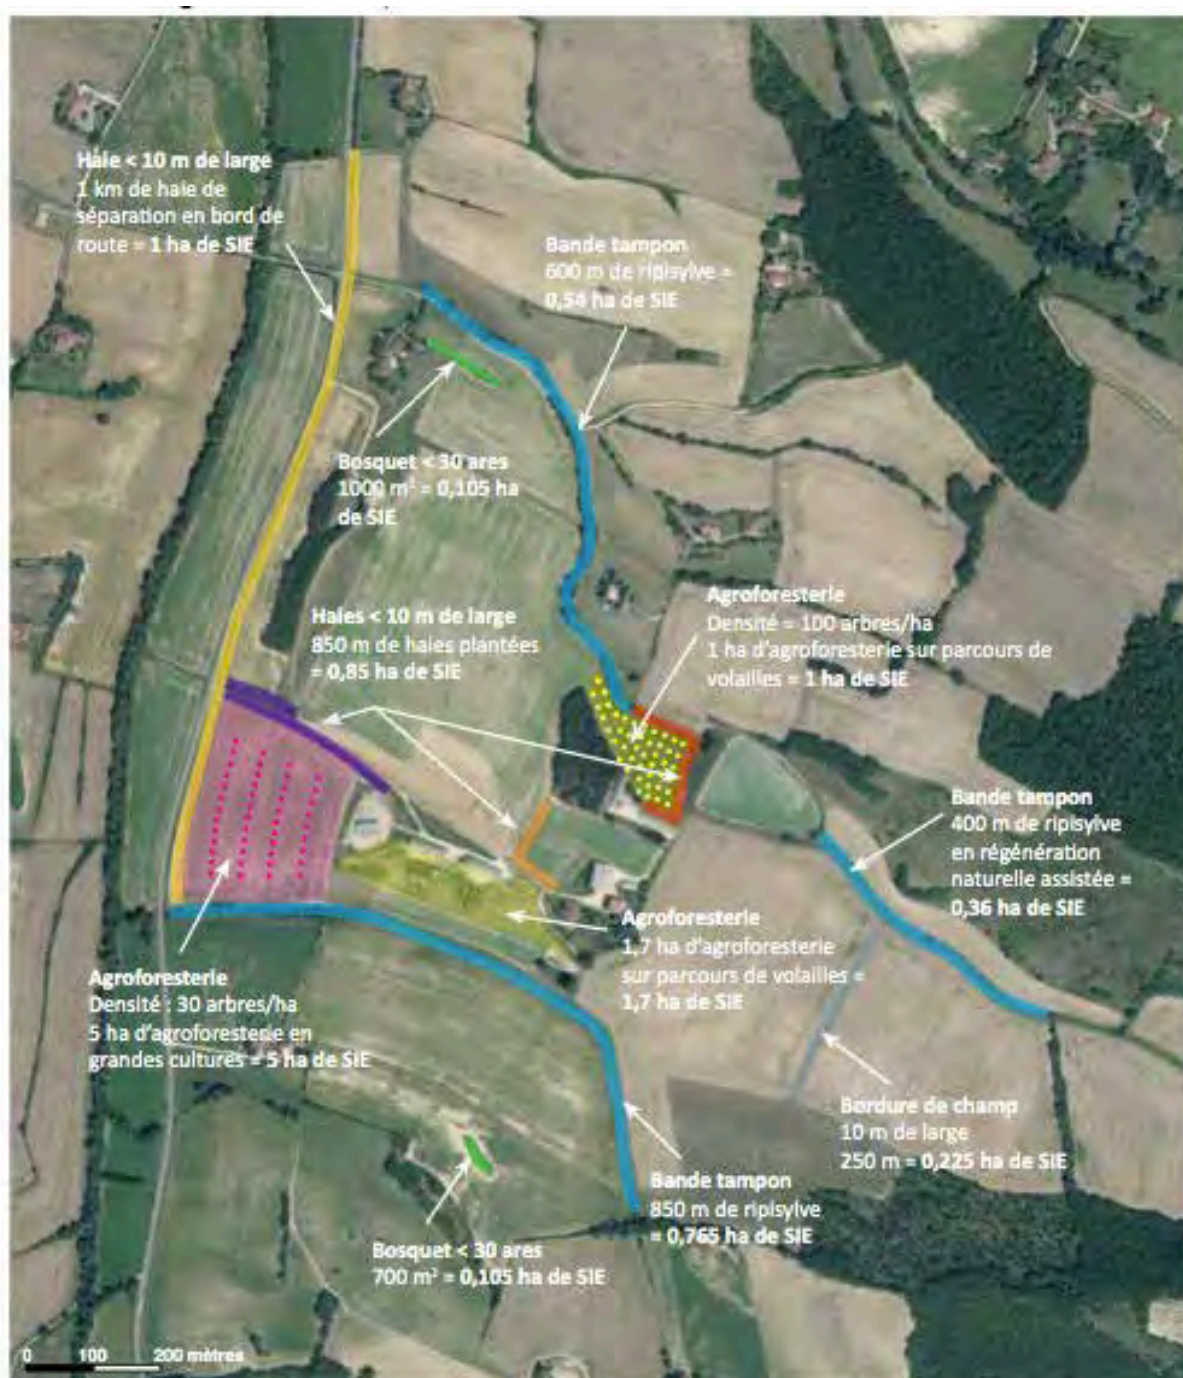 Haie < 10 m de large
1 km de haie de
séparation en bord de
route = 1 ha de SIE
Bande tampon
600 m de ripisylve =
0,54 ha de SIE
Bosquet < 30 ares
1000 m² = 0,105 ha
de SIE
Haies < 10 m de large
850 m de haies plantées
= 0,85 ha de SIE
Agroforesterie
Densité = 100 arbres/ha
1 ha d'agroforesterie sur parcours de
volailles = 1 ha de SIE
Bande tampon
400 m de ripisylve
en régénération
naturelle assistée =
0,36 ha de SIE
Agroforesterie
1,7 ha d'agroforesterie
sur parcours de volailles =
1,7 ha de SIE
Agroforesterie
Densité : 30 arbres/ha
5 ha d'agroforesterie en
grandes cultures = 5 ha de SIE
Bordure de champ
10 m de large
250 m = 0,225 ha de SIE
Bande tampon
850 m de ripisylve
= 0,765 ha de SIE
Bosquet < 30 ares
700 m² = 0,105 ha de SIE
0 100 200 mètres